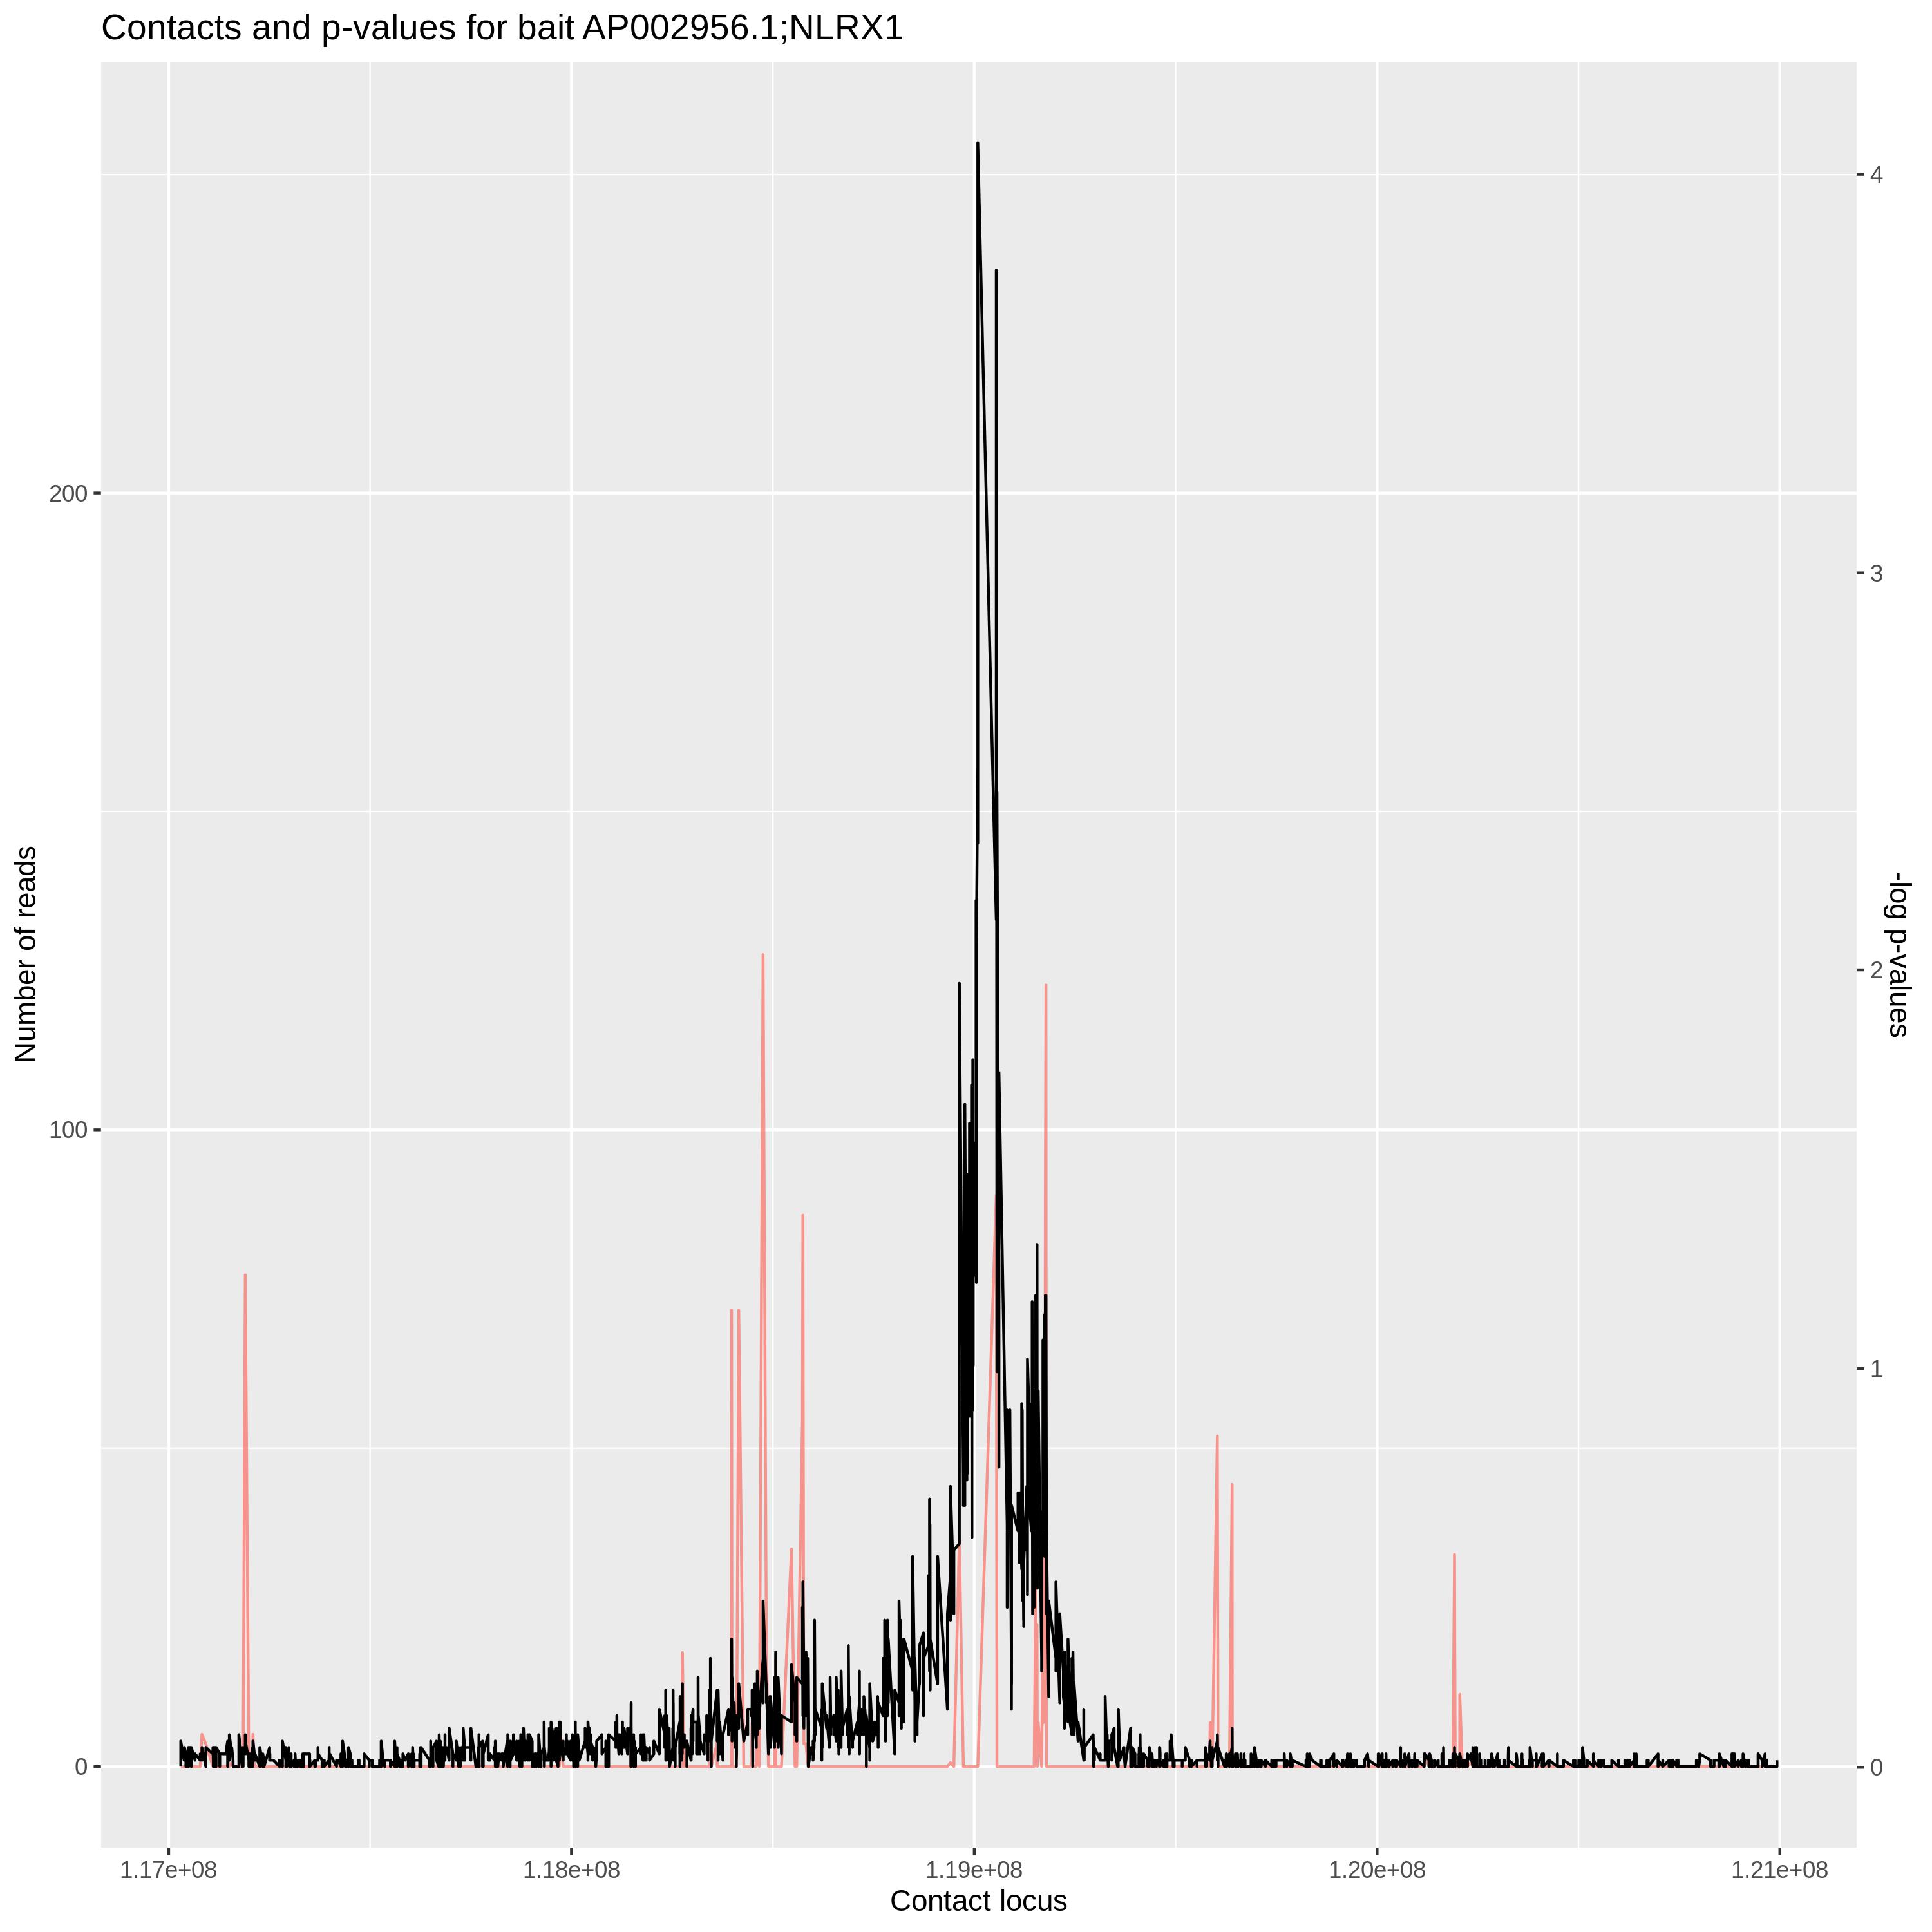 Contacts and p-values for bait AP002956.1;NLRX1
Number of reads
200
100
0
4
3
2
1
0
-log p-values
1.17e+08
1.18e+08
1.19e+08
1.20e+08
1.21e+08
Contact locus